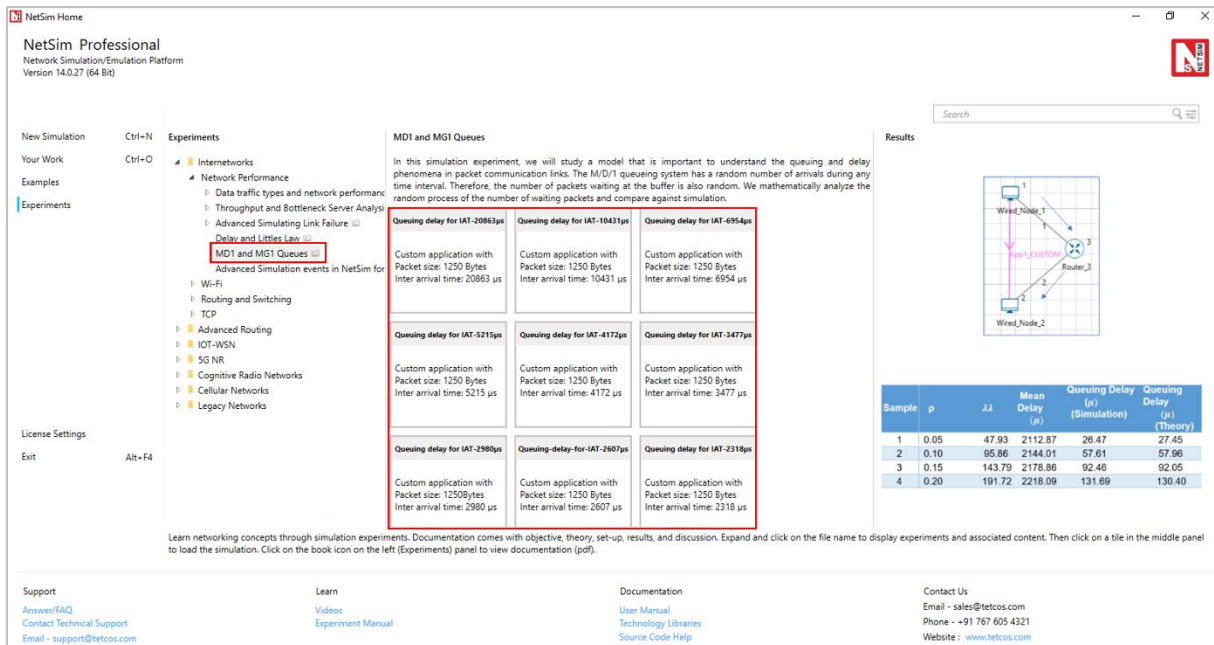 NetSim Home
NetSim Professional
Network Simulation/Emulation Platform
Version 14.0.27 (64 Bit)
NETSIM
Search
New Simulation Ctrl+N
Your Work Ctrl+O
Examples
Experiments
License Settings
Exit Alt+F4
Experiments
Internetworks
Network Performance
Data traffic types and network performanc
Throughput and Bottleneck Server Analysi
Advanced Simulating Link Failure
Delay and Littles Law
MD1 and MG1 Queues
Advanced Simulation events in NetSim for
Wi-Fi
Routing and Switching
TCP
Advanced Routing
IOT-WSN
5G NR
Cognitive Radio Networks
Cellular Networks
Legacy Networks
MD1 and MG1 Queues
In this simulation experiment, we will study a model that is important to understand the queuing and delay
phenomena in packet communication links. The M/D/1 queueing system has a random number of arrivals during any
time interval. Therefore, the number of packets waiting at the buffer is also random. We mathematically analyze the
random process of the number of waiting packets and compare against simulation.
Queuing delay for IAT-20863µs
Custom application with
Packet size: 1250 Bytes
Inter arrival time: 20863 µs
Queuing delay for IAT-10431µs
Custom application with
Packet size: 1250 Bytes
Inter arrival time: 10431 µs
Queuing delay for IAT-6954µs
Custom application with
Packet size: 1250 Bytes
Inter arrival time: 6954 µs
Queuing delay for IAT-5215µs
Custom application with
Packet size: 1250 Bytes
Inter arrival time: 5215 µs
Queuing delay for IAT-4172µs
Custom application with
Packet size: 1250 Bytes
Inter arrival time: 4172 µs
Queuing delay for IAT-3477µs
Custom application with
Packet size: 1250 Bytes
Inter arrival time: 3477 µs
Queuing delay for IAT-2980µs
Custom application with
Packet size: 1250Bytes
Inter arrival time: 2980 µs
Queuing-delay-for-IAT-2607µs
Custom application with
Packet size: 1250 Bytes
Inter arrival time: 2607 µs
Queuing delay for IAT-2318µs
Custom application with
Packet size: 1250 Bytes
Inter arrival time: 2318 µs
Results
1
Wired_Node_1
1
3
App1_CUSTOM
Router_3
2
2
Wired_Node_2
Sample ρ λλ Mean Delay (μ) Queuing Delay (μ) (Simulation) Queuing Delay (μ) (Theory)
1 0.05 47.93 2112.87 26.47 27.45
2 0.10 95.86 2144.01 57.61 57.96
3 0.15 143.79 2178.86 92.46 92.05
4 0.20 191.72 2218.09 131.69 130.40
Learn networking concepts through simulation experiments. Documentation comes with objective, theory, set-up, results, and discussion. Expand and click on the file name to display experiments and associated content. Then click on a tile in the middle panel
to load the simulation. Click on the book icon on the left (Experiments) panel to view documentation (pdf).
Support
Answer/FAQ
Contact Technical Support
Email - support@tetcos.com
Learn
Videos
Experiment Manual
Documentation
User Manual
Technology Libraries
Source Code Help
Contact Us
Email - sales@tetcos.com
Phone - +91 767 605 4321
Website : www.tetcos.com